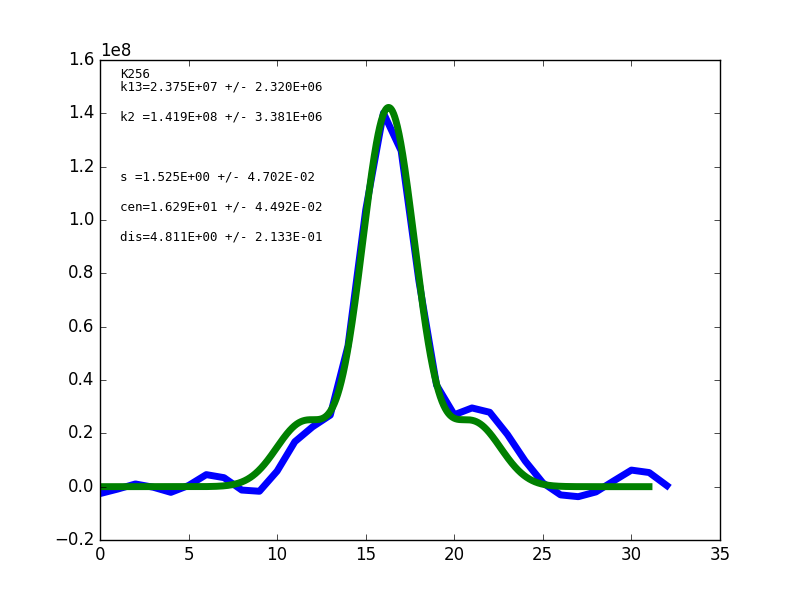 1e8
1.6
K256
k13=2.375E+07 +/- 2.320E+06
1.4
k2 =1.419E+08 +/- 3.381E+06
1.2
s =1.525E+00 +/- 4.702E-02
cen=1.629E+01 +/- 4.492E-02
1.0
dis=4.811E+00 +/- 2.133E-01
0.8
0.6
0.4
0.2
0.0
−0.2
0 5 10 15 20 25 30 35